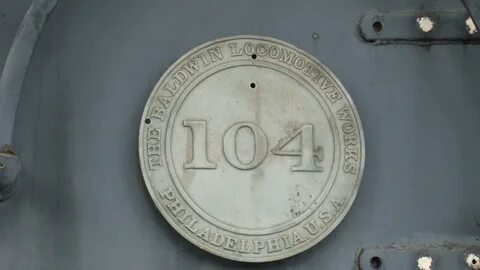 THE BALDWIN LOCOMOTIVE WORKS
104
PHILADELPHIA U.S.A.